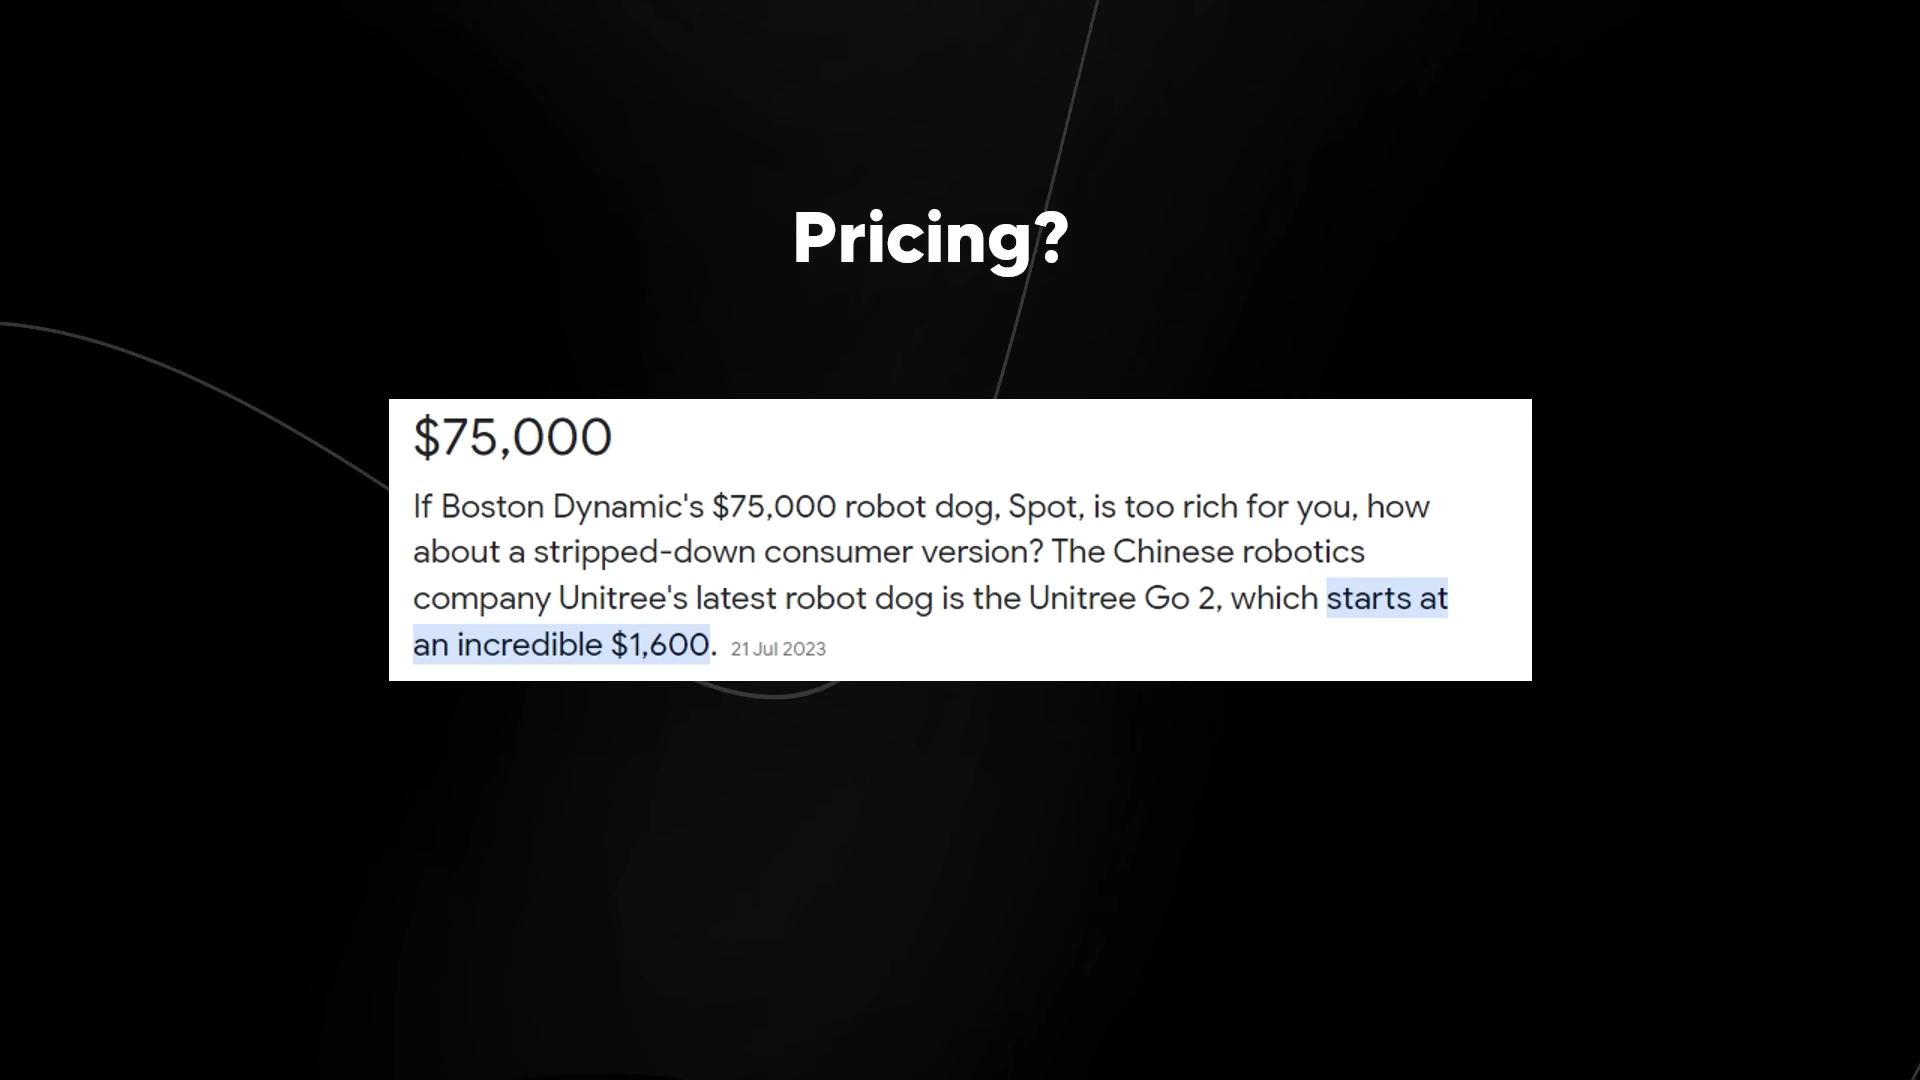 Pricing?
$75,000
If Boston Dynamic's $75,000 robot dog, Spot, is too rich for you, how
about a stripped-down consumer version? The Chinese robotics
company Unitree's latest robot dog is the Unitree Go 2, which starts at
an incredible $1,600. 21 Jul 2023